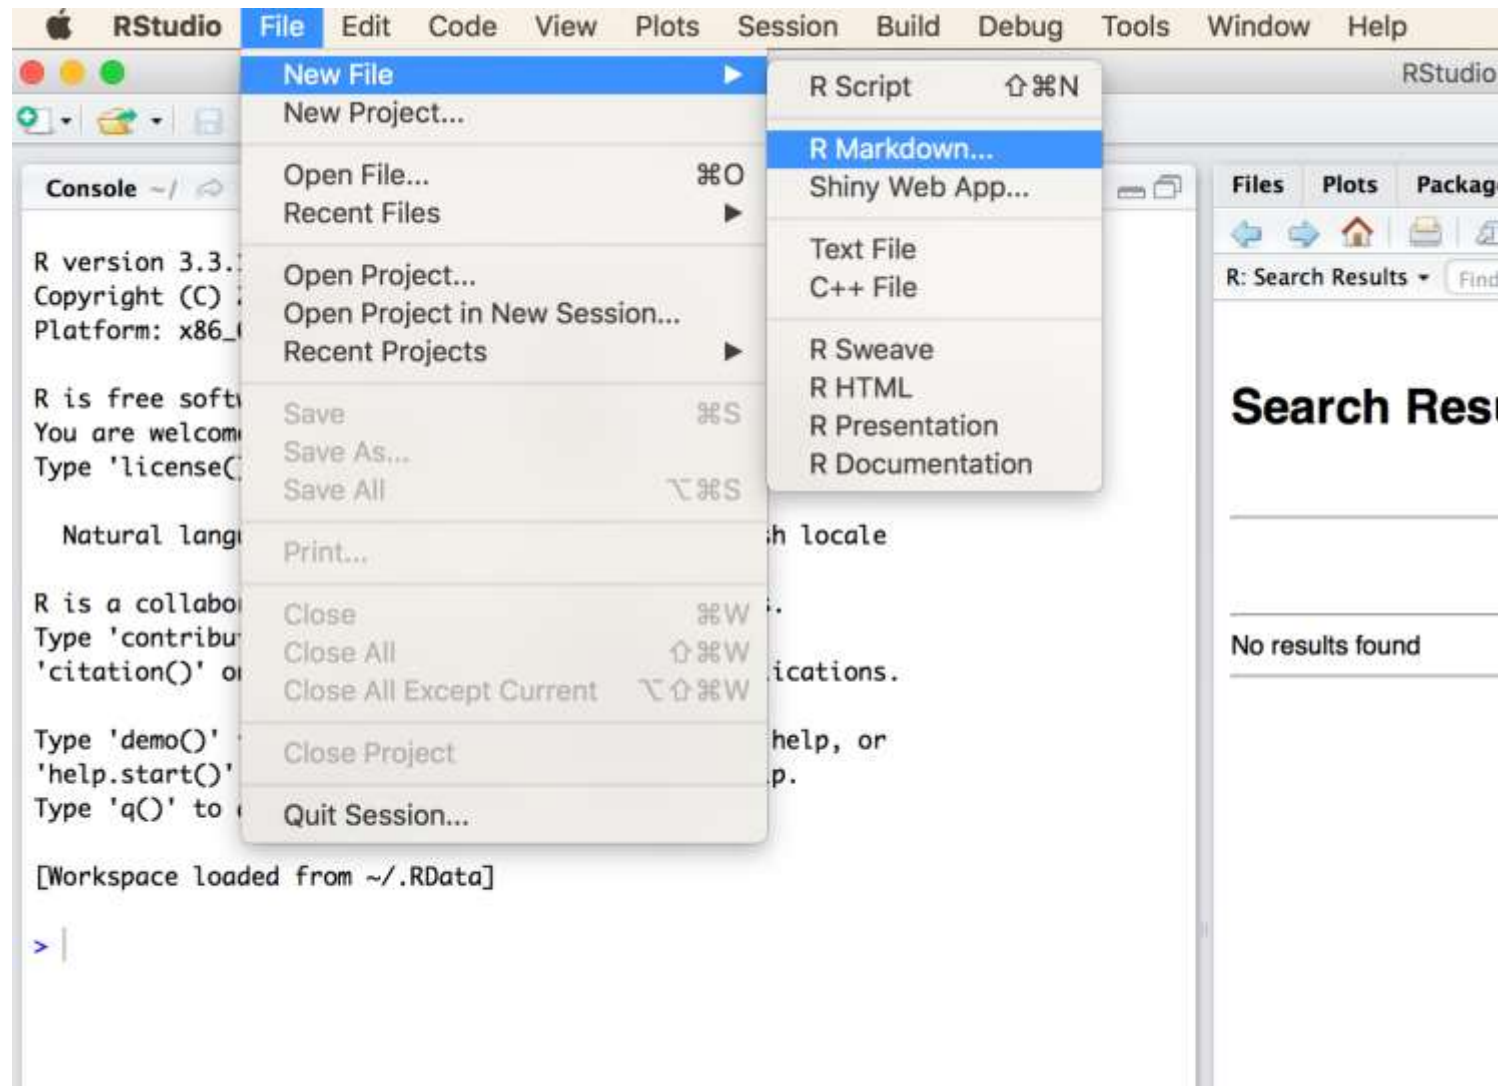 RStudio File Edit Code View Plots Session Build Debug Tools Window Help
RStudio
New File
New Project...
Open File... ⌘O
Recent Files
Open Project...
Open Project in New Session...
Recent Projects
Save ⌘S
Save As...
Save All ⌥⌘S
Print...
Close ⌘W
Close All ⇧⌘W
Close All Except Current ⌥⇧⌘W
Close Project
Quit Session...
R Script ⇧⌘N
R Markdown...
Shiny Web App...
Text File
C++ File
R Sweave
R HTML
R Presentation
R Documentation
Console ~/
R version 3.3.
Copyright (C)
Platform: x86_
R is free soft
You are welcom
Type 'license(
Natural lang h locale
R is a collabo .
Type 'contribu
'citation()' o ications.
Type 'demo()' help, or
'help.start()' p.
Type 'q()' to
[Workspace loaded from ~/.RData]
>
Files Plots Packag
R: Search Results Find
Search Res
No results found